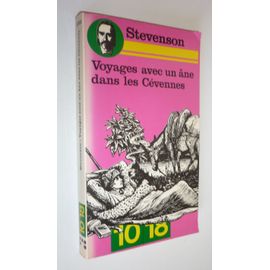 Stevenson
Voyages avec un âne
dans les Cévennes
10 18